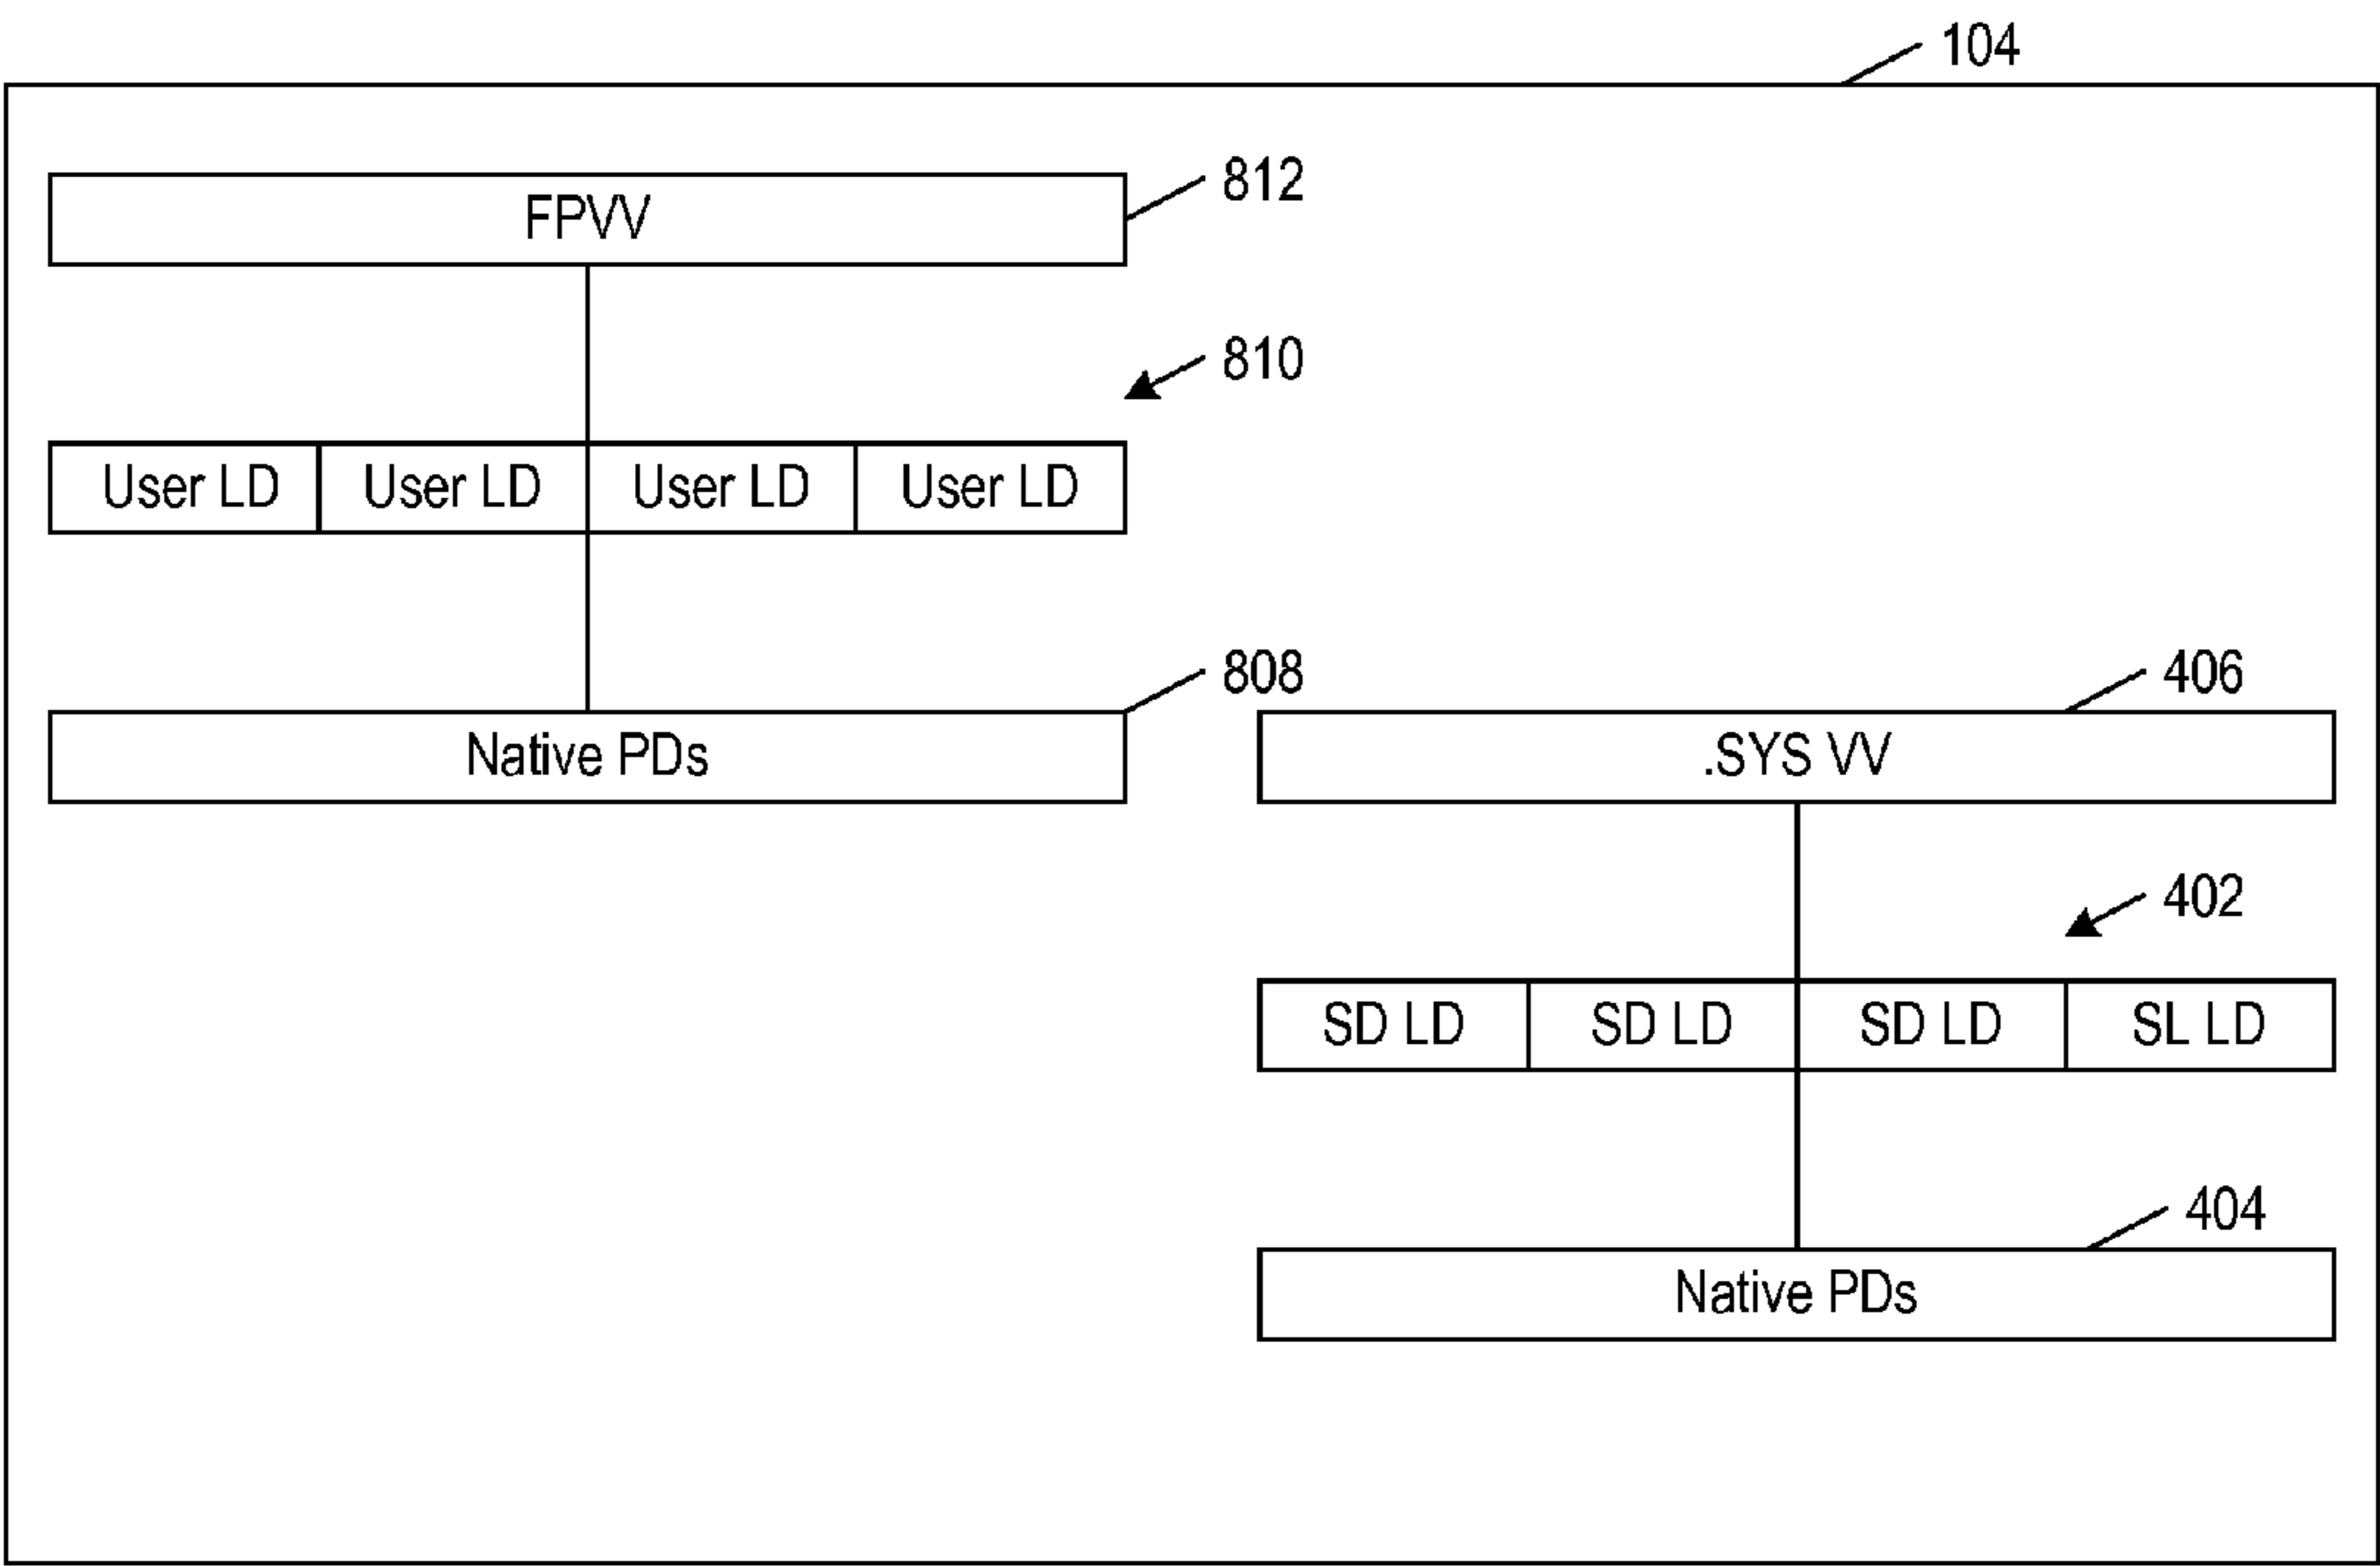 104
FPVV 812
810
User LD User LD User LD User LD
808
Native PDs
406
.SYS VV
402
SD LD SD LD SD LD SL LD
404
Native PDs